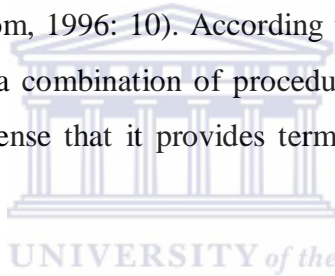 om, 1996: 10). According
a combination of procedu
ense that it provides term
UNIVERSITY of the